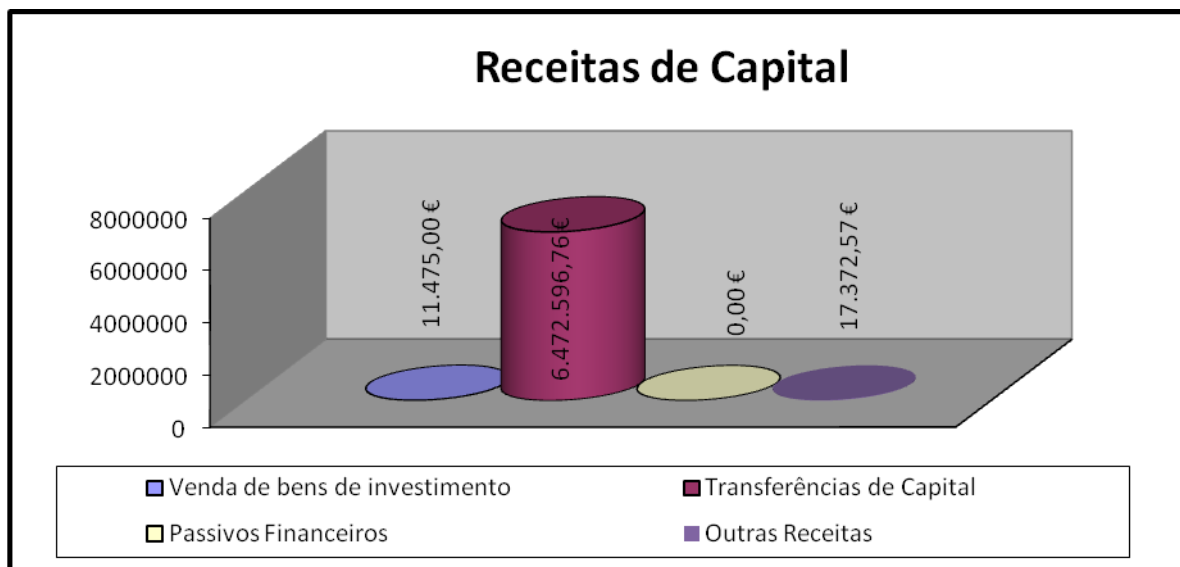 Receitas de Capital
8000000
6000000
4000000
2000000
0
11.475,00 €
6.472.596,76 €
0,00 €
17.372,57 €
Venda de bens de investimento
Transferências de Capital
Passivos Financeiros
Outras Receitas